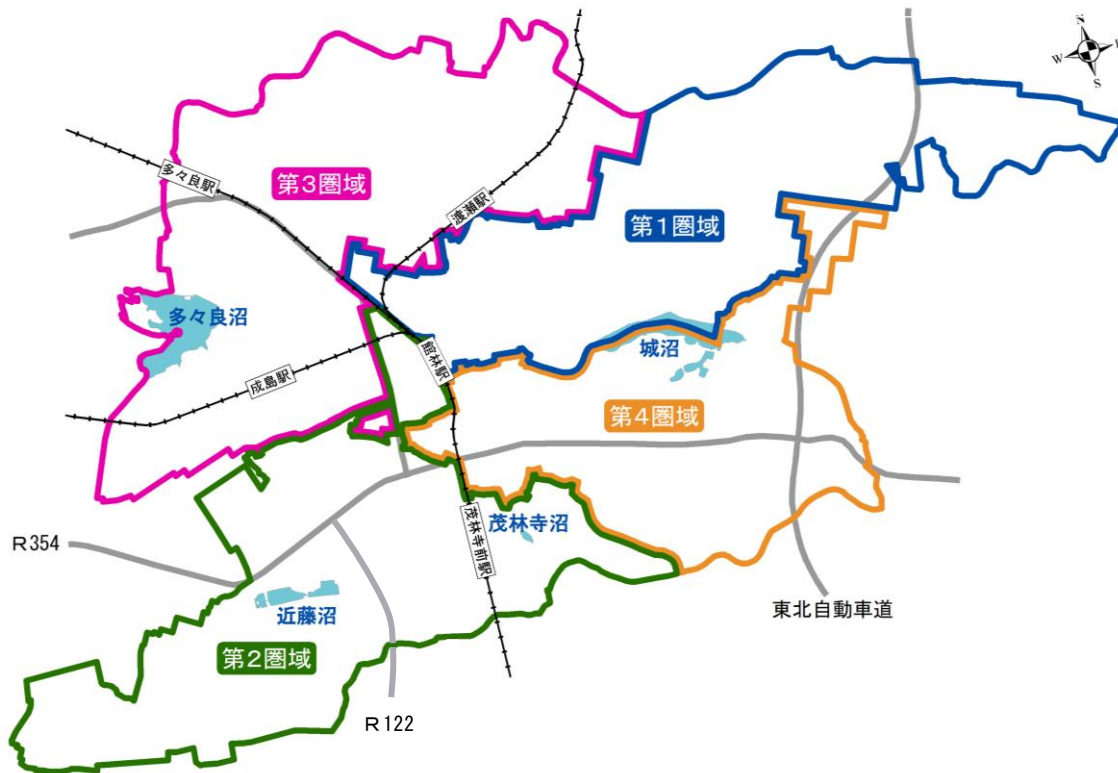 N
W
E
S
多々良駅
第3圏域
渡瀬駅
第1圏域
多々良沼
館林駅
城沼
成島駅
第4圏域
茂林寺沼
R354
茂林寺前駅
近藤沼
東北自動車道
第2圏域
R122